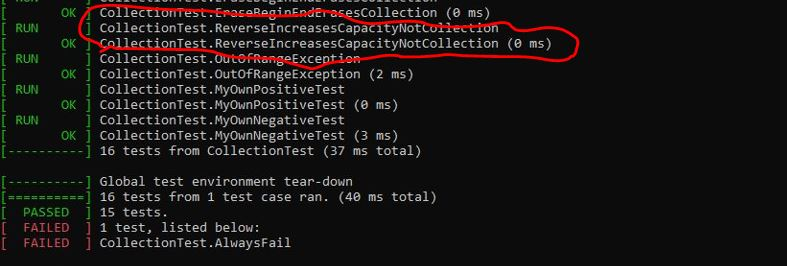 [       OK ] CollectionTest.EraseBeginEndErasesCollection (0 ms)
[ RUN      ] CollectionTest.ReverseIncreasesCapacityNotCollection
[       OK ] CollectionTest.ReverseIncreasesCapacityNotCollection (0 ms)
[ RUN      ] CollectionTest.OutOfRangeException
[       OK ] CollectionTest.OutOfRangeException (2 ms)
[ RUN      ] CollectionTest.MyOwnPositiveTest
[       OK ] CollectionTest.MyOwnPositiveTest (0 ms)
[ RUN      ] CollectionTest.MyOwnNegativeTest
[       OK ] CollectionTest.MyOwnNegativeTest (3 ms)
[----------] 16 tests from CollectionTest (37 ms total)
[----------] Global test environment tear-down
[==========] 16 tests from 1 test case ran. (40 ms total)
[  PASSED  ] 15 tests.
[  FAILED  ] 1 test, listed below:
[  FAILED  ] CollectionTest.AlwaysFail